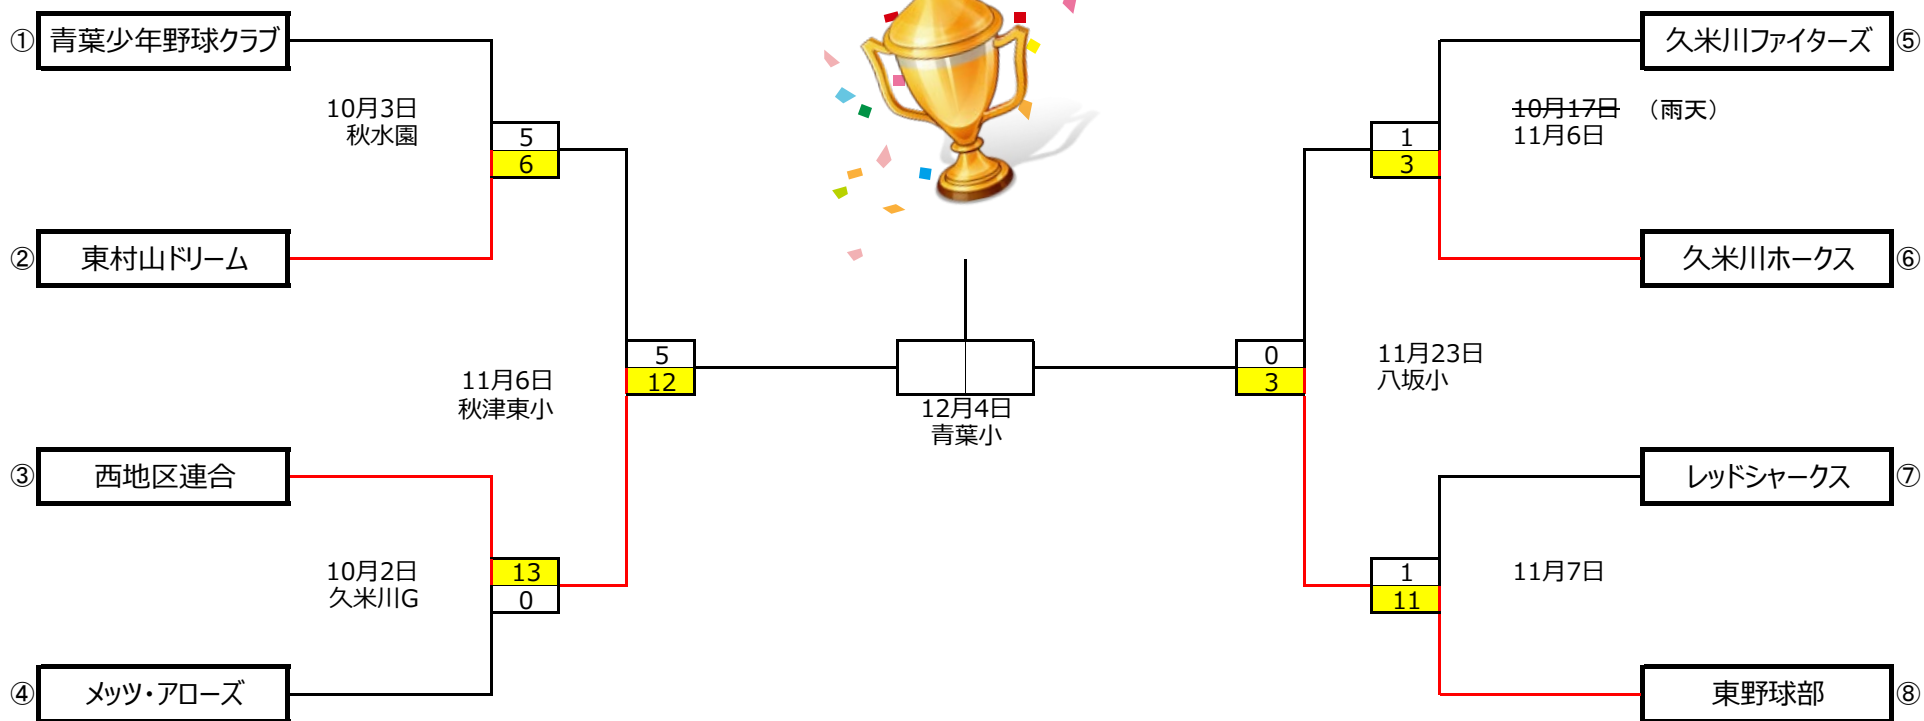 ① 青葉少年野球クラブ
10月3日
秋水園
5
6
② 東村山ドリーム
11月6日
秋津東小
5
12
③ 西地区連合
10月2日
久米川G
13
0
④ メッツ・アローズ
12月4日
青葉小
久米川ファイターズ ⑤
10月17日 （雨天）
11月6日
1
3
久米川ホークス ⑥
0
3
11月23日
八坂小
レッドシャークス ⑦
1
11
11月7日
東野球部 ⑧